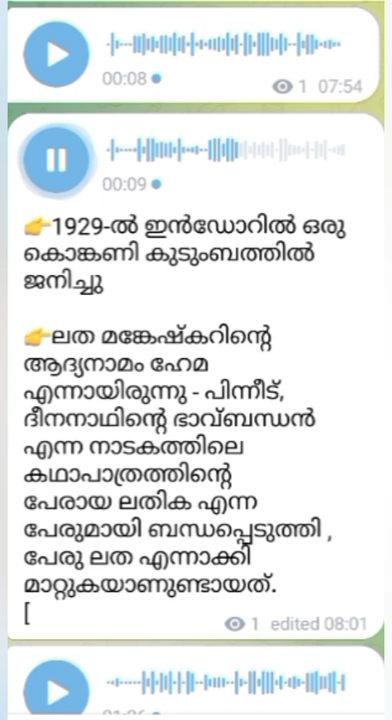 00:08
1 07:54
00:09
👉1929-ൽ ഇൻഡോറിൽ ഒരു
കൊങ്കണി കുടുംബത്തിൽ
ജനിച്ചു
👉ലത മങ്കേഷ്കറിന്റെ
ആദ്യനാമം ഹേമ
എന്നായിരുന്നു - പിന്നീട്,
ദീനനാഥിന്റെ ഭാവ്ബന്ധൻ
എന്ന നാടകത്തിലെ
കഥാപാത്രത്തിന്റെ
പേരായ ലതിക എന്ന
പേരുമായി ബന്ധപ്പെടുത്തി ,
പേരു ലത എന്നാക്കി
മാറ്റുകയാണുണ്ടായത്.
[
1 edited 08:01